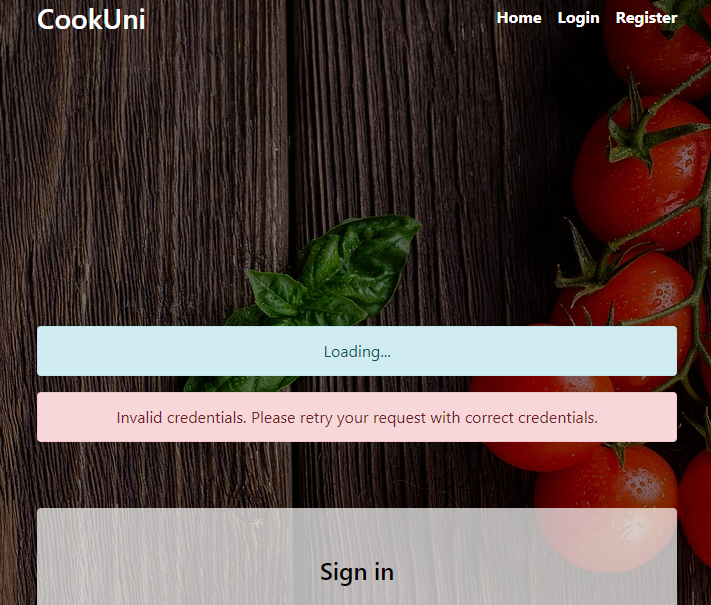 CookUni
Home Login Register
Loading...
Invalid credentials. Please retry your request with correct credentials.
Sign in